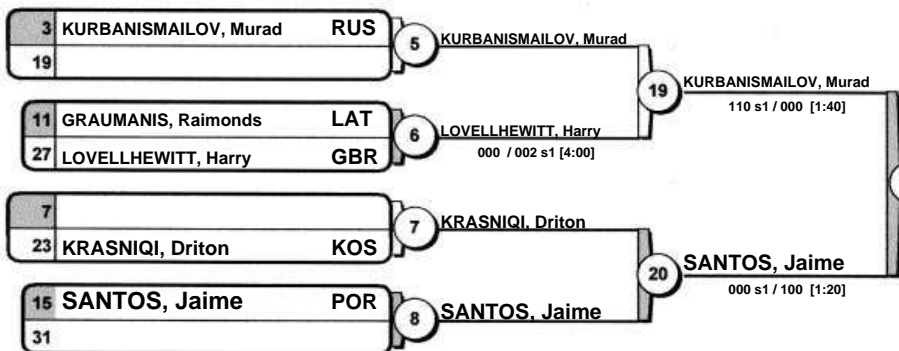 3 KURBANISMAILOV, Murad RUS
19
5 KURBANISMAILOV, Murad
11 GRAUMANIS, Raimonds LAT
27 LOVELLHEWITT, Harry GBR
6 LOVELLHEWITT, Harry
000 / 002 s1 [4:00]
19 KURBANISMAILOV, Murad
110 s1 / 000 [1:40]
7
23 KRASNIQI, Driton KOS
7 KRASNIQI, Driton
15 SANTOS, Jaime POR
31
8 SANTOS, Jaime
20 SANTOS, Jaime
000 s1 / 100 [1:20]